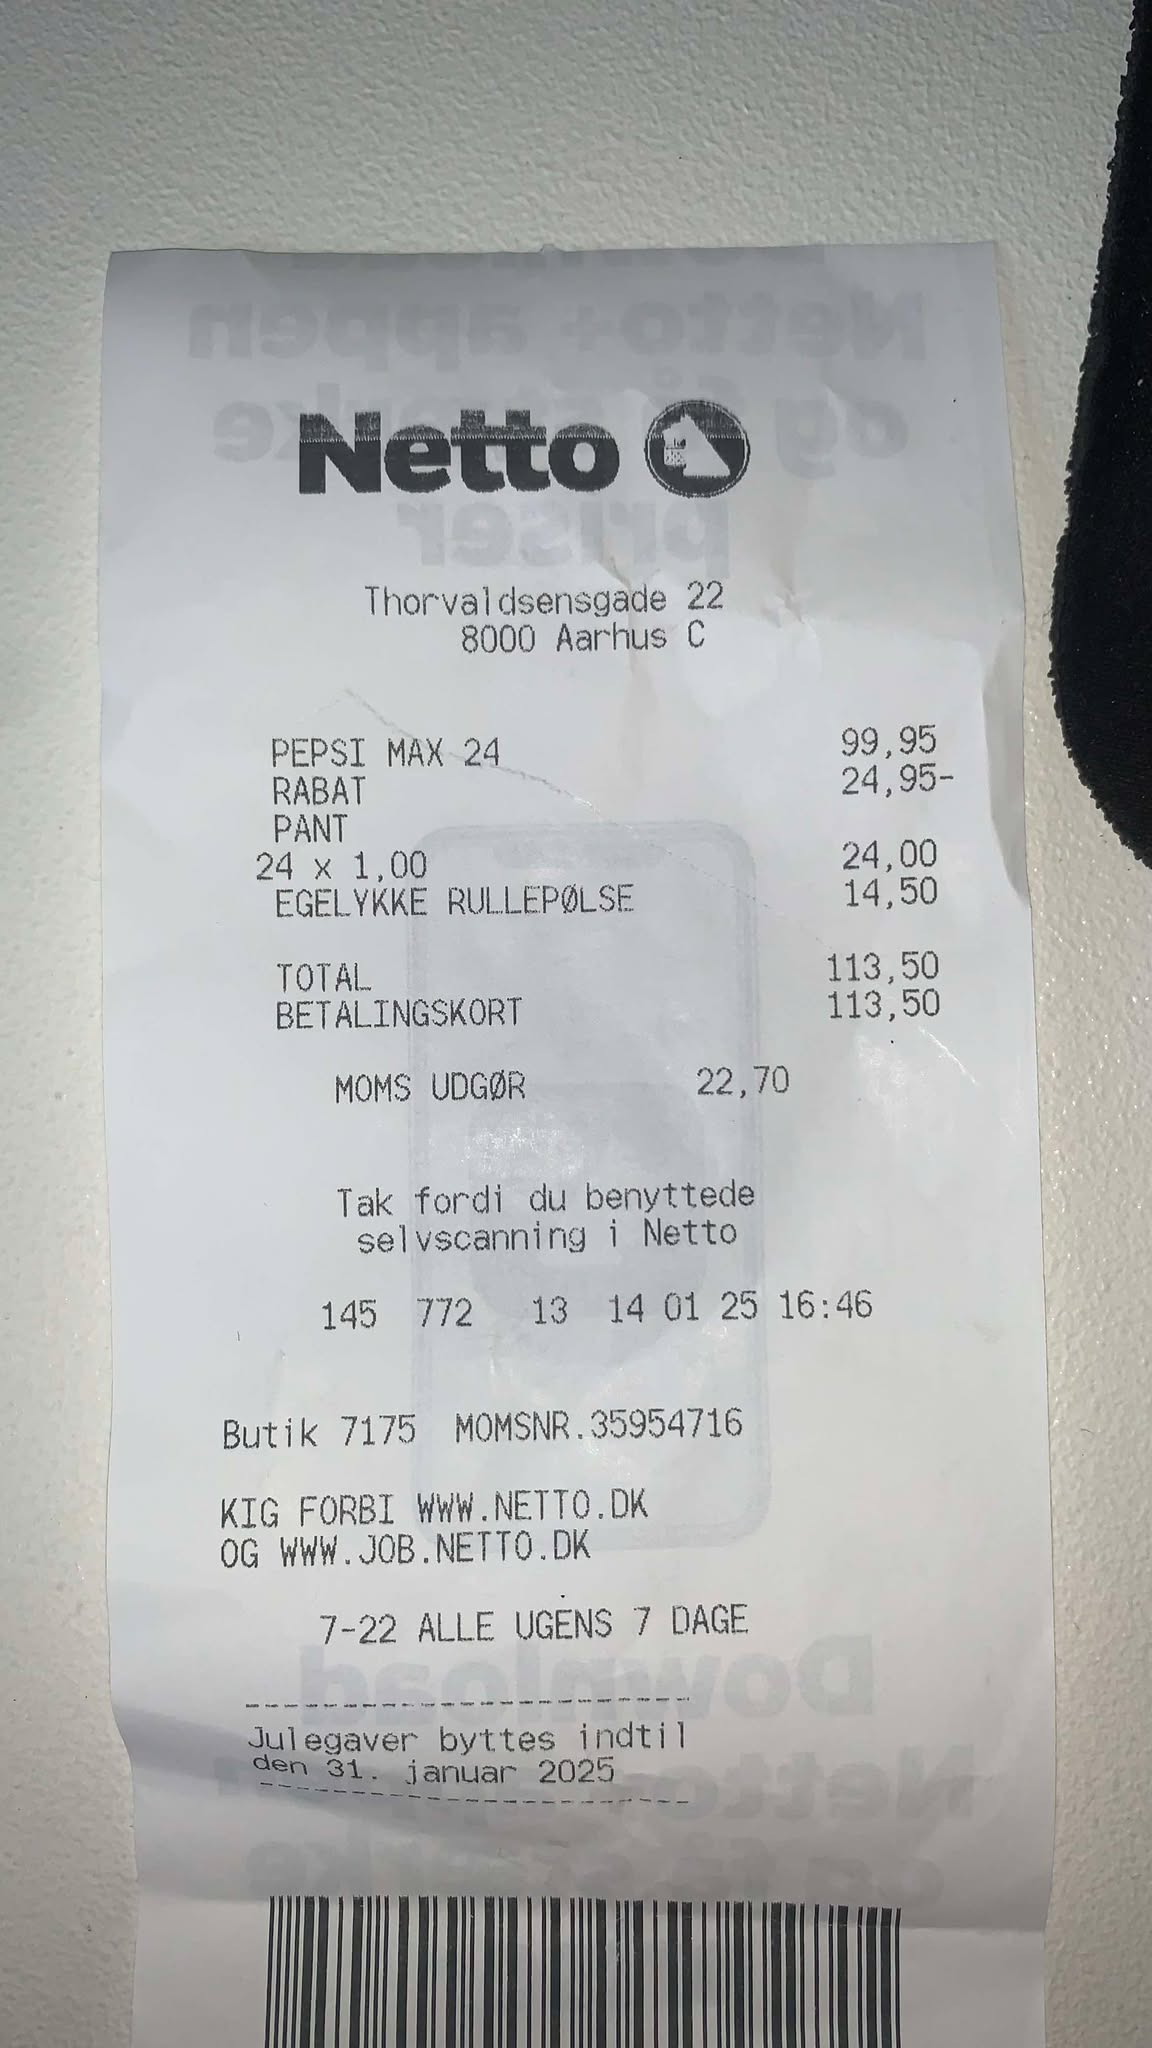 Netto
Thorvaldsensgade 22
8000 Aarhus C
PEPSI MAX 24 99,95
RABAT 24,95-
PANT
24 x 1,00 24,00
EGELYKKE RULLEPØLSE 14,50
TOTAL 113,50
BETALINGSKORT 113,50
MOMS UDGØR 22,70
Tak fordi du benyttede
selvscanning i Netto
145 772 13 14 01 25 16:46
Butik 7175 MOMSNR.35954716
KIG FORBI WWW.NETTO.DK
OG WWW.JOB.NETTO.DK
7-22 ALLE UGENS 7 DAGE
--------------------------
Julegaver byttes indtil
den 31. januar 2025
--------------------------